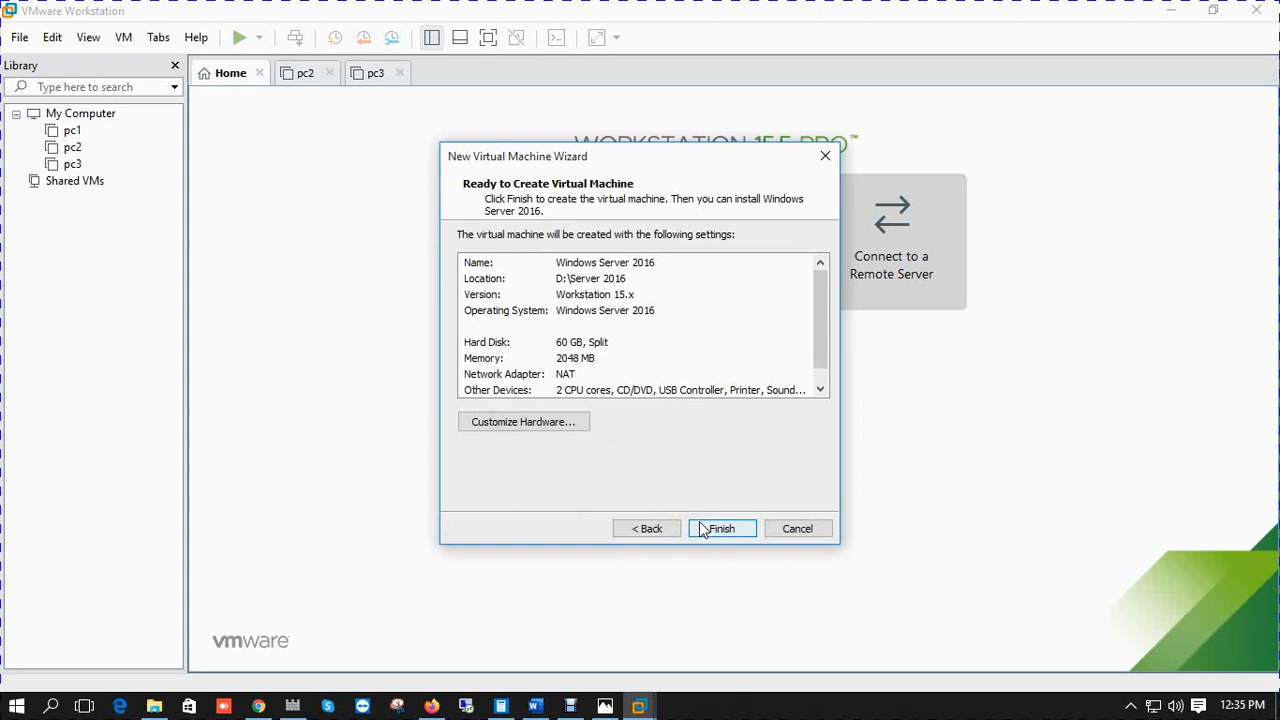 VMware Workstation
File Edit View VM Tabs Help
Library
Home pc2 pc3
Type here to search
My Computer
pc1
pc2
pc3
Shared VMs
WORKSTATION 15.5 PRO™
Connect to a
Remote Server
New Virtual Machine Wizard
Ready to Create Virtual Machine
Click Finish to create the virtual machine. Then you can install Windows
Server 2016.
The virtual machine will be created with the following settings:
Name: Windows Server 2016
Location: D:\Server 2016
Version: Workstation 15.x
Operating System: Windows Server 2016
Hard Disk: 60 GB, Split
Memory: 2048 MB
Network Adapter: NAT
Other Devices: 2 CPU cores, CD/DVD, USB Controller, Printer, Sound...
Customize Hardware...
< Back Finish Cancel
vmware
12:35 PM